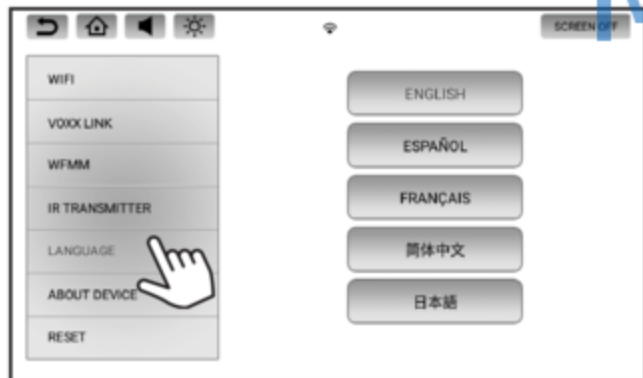 SCREEN OFF
WIFI
VOXX LINK
WFMM
IR TRANSMITTER
LANGUAGE
ABOUT DEVICE
RESET
ENGLISH
ESPAÑOL
FRANÇAIS
简体中文
日本語